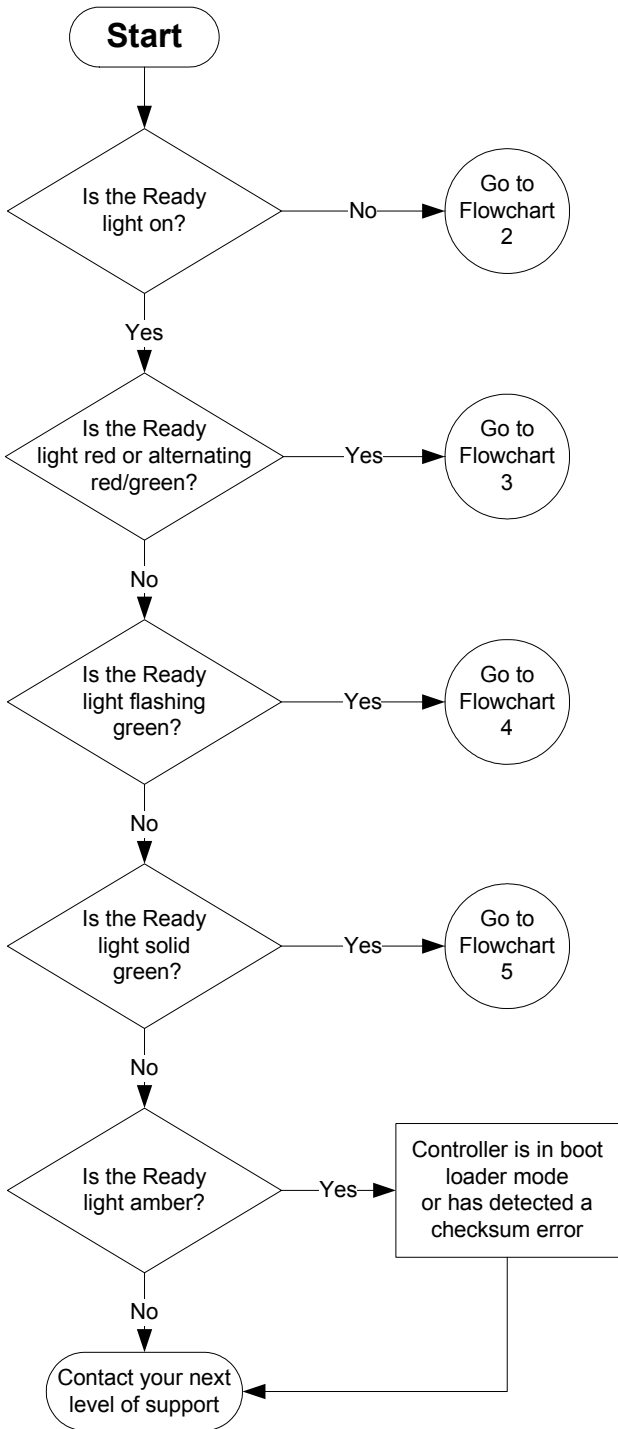 Start
Is the Ready
light on?
No
Go to
Flowchart
2
Yes
Is the Ready
light red or alternating
red/green?
Yes
Go to
Flowchart
3
No
Is the Ready
light flashing
green?
Yes
Go to
Flowchart
4
No
Is the Ready
light solid
green?
Yes
Go to
Flowchart
5
No
Is the Ready
light amber?
Yes
Controller is in boot
loader mode
or has detected a
checksum error
No
Contact your next
level of support